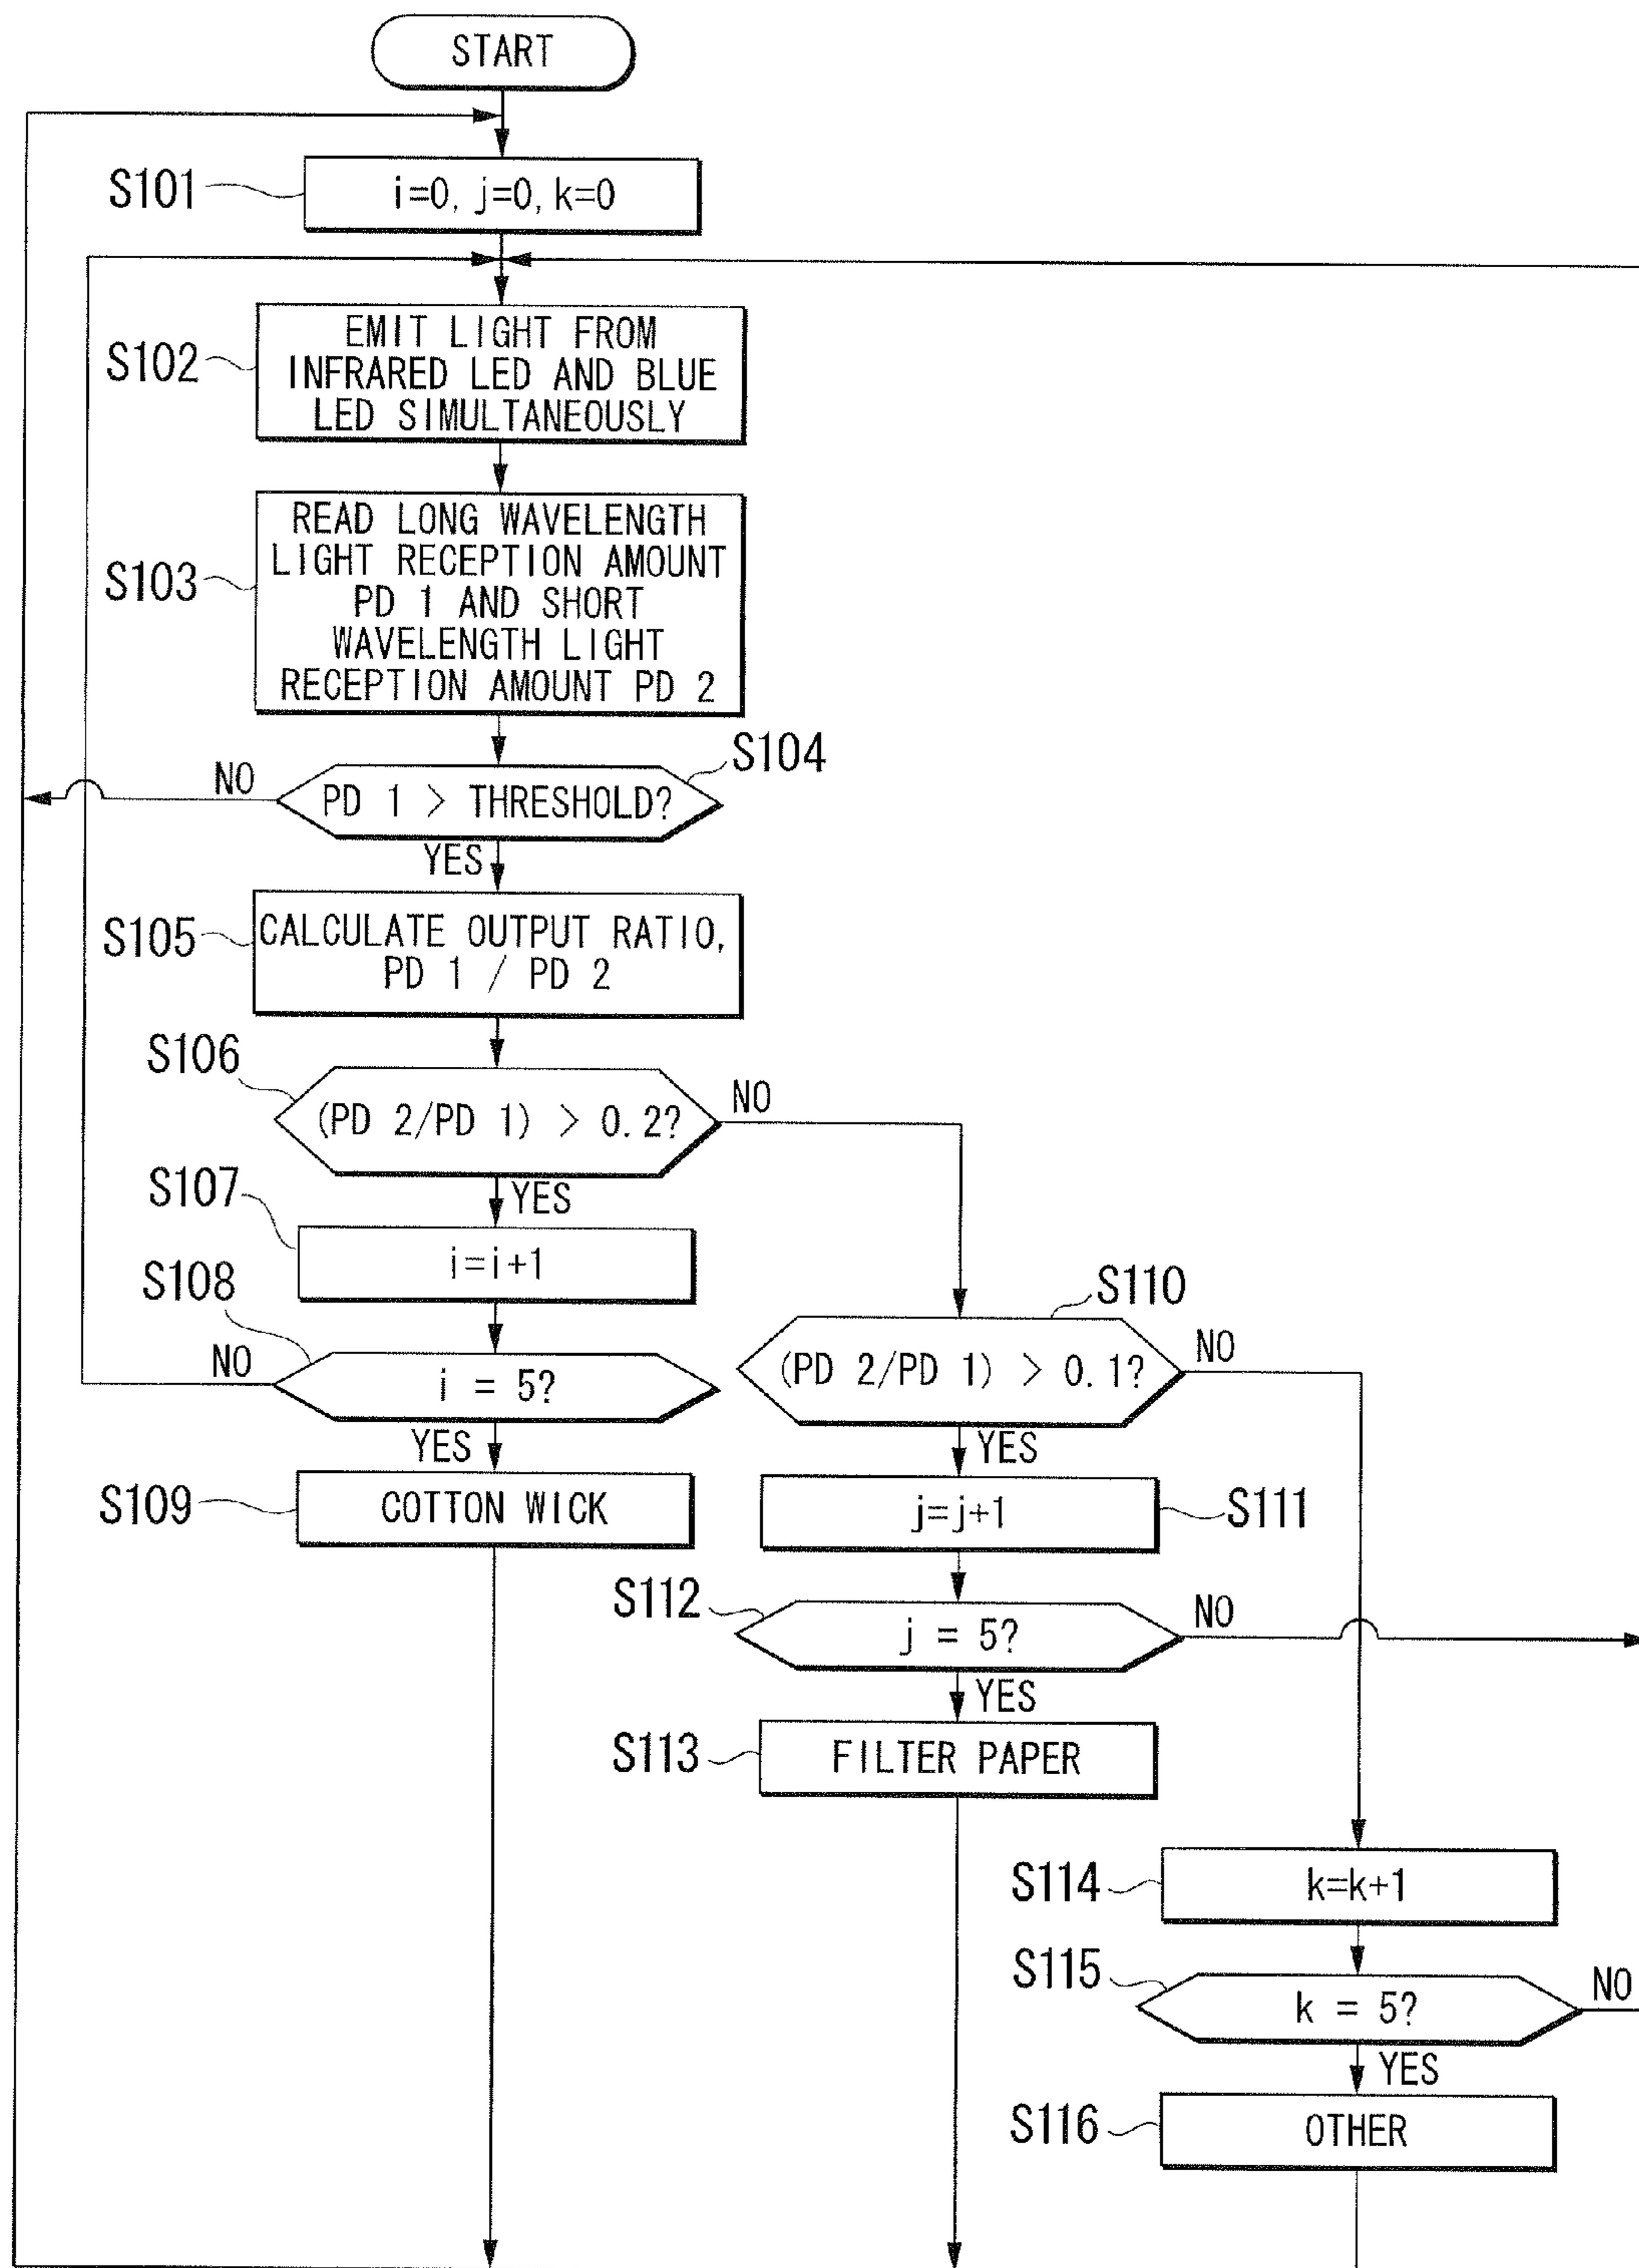 START
S101
i=0, j=0, k=0
S102
EMIT LIGHT FROM
INFRARED LED AND BLUE
LED SIMULTANEOUSLY
S103
READ LONG WAVELENGTH
LIGHT RECEPTION AMOUNT
PD 1 AND SHORT
WAVELENGTH LIGHT
RECEPTION AMOUNT PD 2
S104
NO
PD 1 > THRESHOLD?
YES
S105
CALCULATE OUTPUT RATIO,
PD 1 / PD 2
S106
(PD 2/PD 1) > 0.2?
NO
YES
S107
i=i+1
S108
NO
i = 5?
YES
S109
COTTON WICK
S110
(PD 2/PD 1) > 0.1?
NO
YES
j=j+1
S111
S112
j = 5?
NO
YES
S113
FILTER PAPER
S114
k=k+1
S115
k = 5?
NO
YES
S116
OTHER